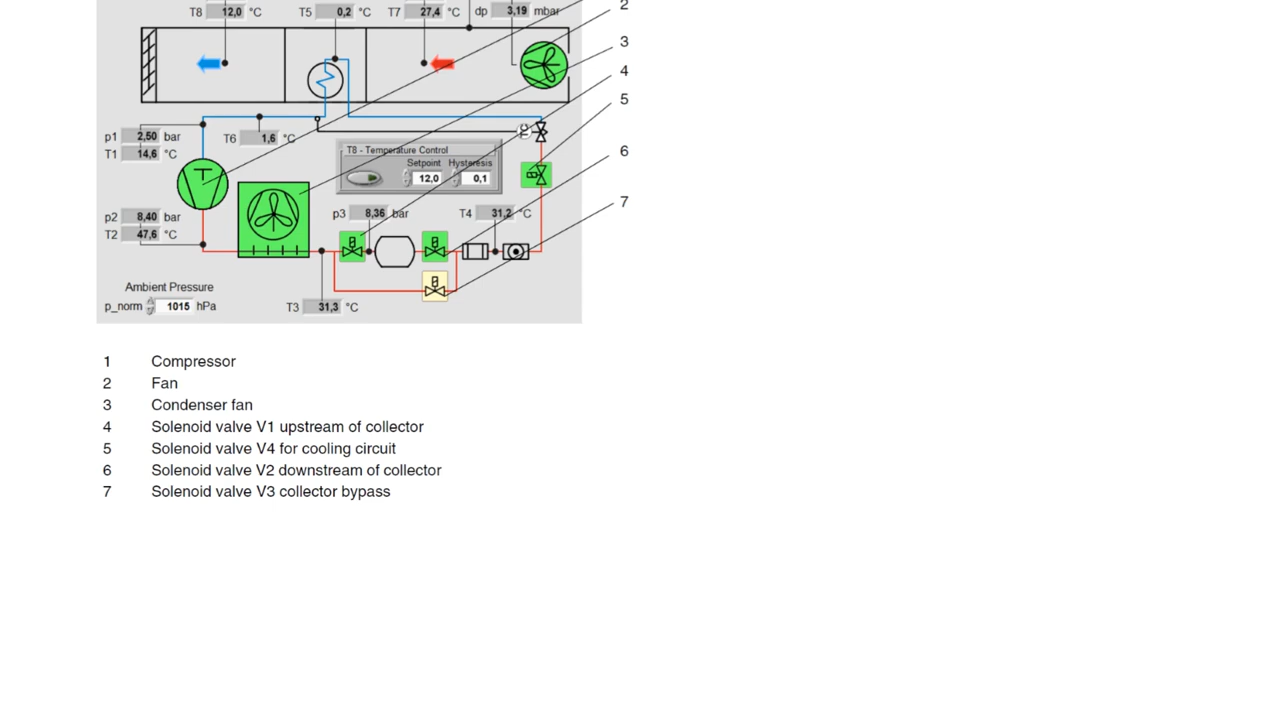 T8 12,0 °C T5 0,2 °C T7 27,4 °C dp 3,19 mbar
2
3
4
5
p1 2,50 bar
T6 1,6 °C
T1 14,6 °C
T8 - Temperature Control
Setpoint Hysteresis
12,0 0,1
6
7
p2 8,40 bar
p3 8,36 bar
T4 31,2 °C
T2 47,6 °C
Ambient Pressure
p_norm 1015 hPa
T3 31,3 °C
1 Compressor
2 Fan
3 Condenser fan
4 Solenoid valve V1 upstream of collector
5 Solenoid valve V4 for cooling circuit
6 Solenoid valve V2 downstream of collector
7 Solenoid valve V3 collector bypass